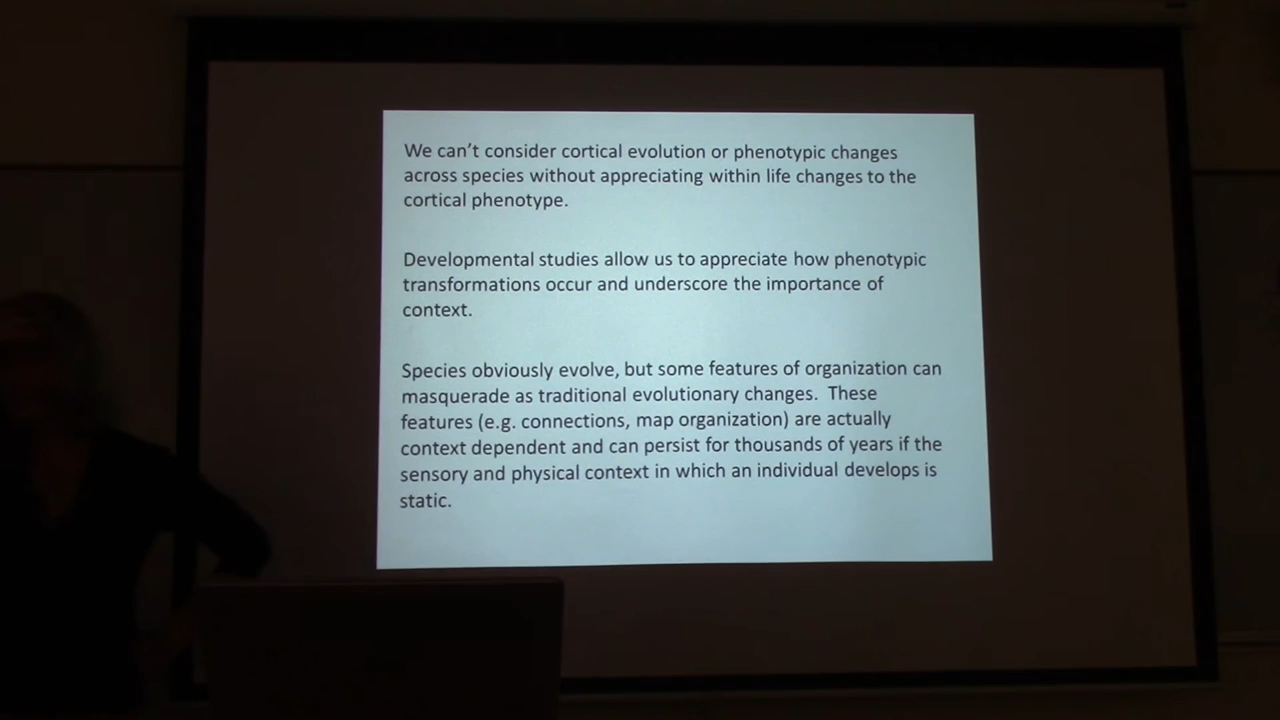 We can't consider cortical evolution or phenotypic changes
across species without appreciating within life changes to the
cortical phenotype.
Developmental studies allow us to appreciate how phenotypic
transformations occur and underscore the importance of
context.
Species obviously evolve, but some features of organization can
masquerade as traditional evolutionary changes.  These
features (e.g. connections, map organization) are actually
context dependent and can persist for thousands of years if the
sensory and physical context in which an individual develops is
static.